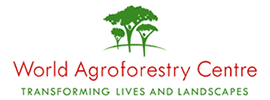 World Agroforestry Centre
TRANSFORMING LIVES AND LANDSCAPES